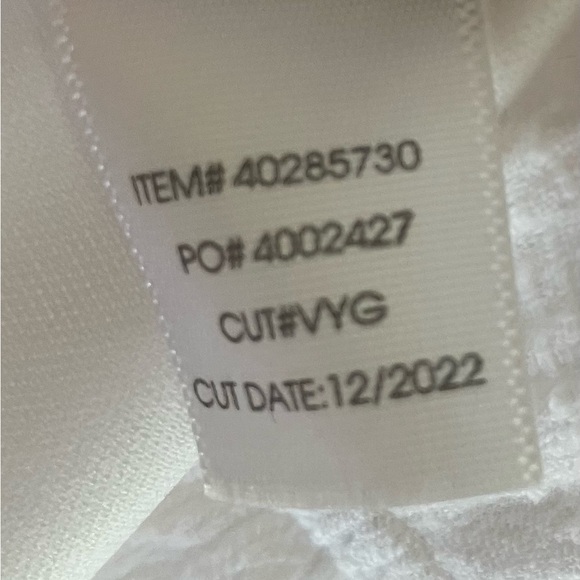 ITEM# 40285730
PO# 4002427
CUT#VYG
CUT DATE:12/2022